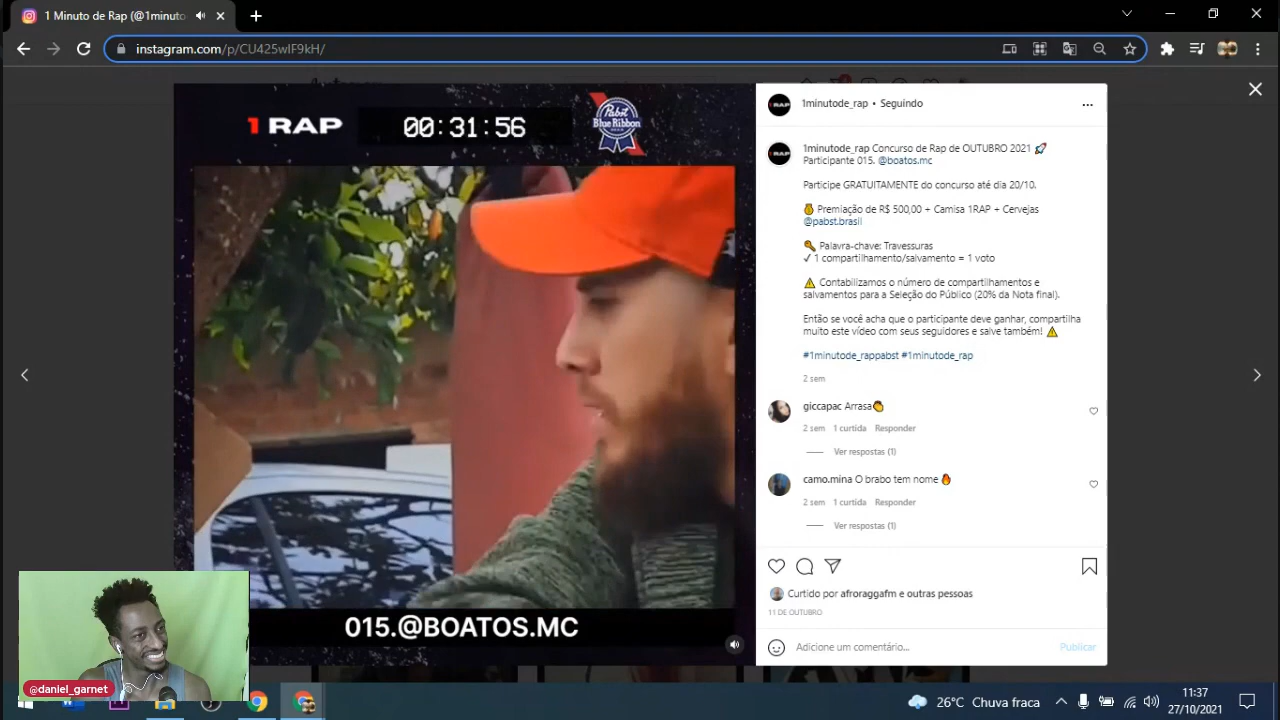 1 Minuto de Rap (@1minuto
instagram.com/p/CU425wlF9kH/
1 RAP
00:31:56
Pabst
Blue Ribbon
015.@BOATOS.MC
1minutode_rap • Seguindo
1minutode_rap Concurso de Rap de OUTUBRO 2021 🚀
Participante 015. @boatos.mc
Participe GRATUITAMENTE do concurso até dia 20/10.
💰 Premiação de R$ 500,00 + Camisa 1RAP + Cervejas
@pabst.brasil
🔑 Palavra-chave: Travessuras
✓ 1 compartilhamento/salvamento = 1 voto
⚠️ Contabilizamos o número de compartilhamentos e
salvamentos para a Seleção do Público (20% da Nota final).
Então se você acha que o participante deve ganhar, compartilha
muito este vídeo com seus seguidores e salve também! ⚠️
#1minutode_rappabst #1minutode_rap
2 sem
giccapac Arrasa👏
2 sem 1 curtida Responder
Ver respostas (1)
camo.mina O brabo tem nome 🔥
2 sem 1 curtida Responder
Ver respostas (1)
Curtido por afroraggafm e outras pessoas
11 DE OUTUBRO
Adicione um comentário...
Publicar
@daniel_garnet
26°C Chuva fraca
11:37
27/10/2021